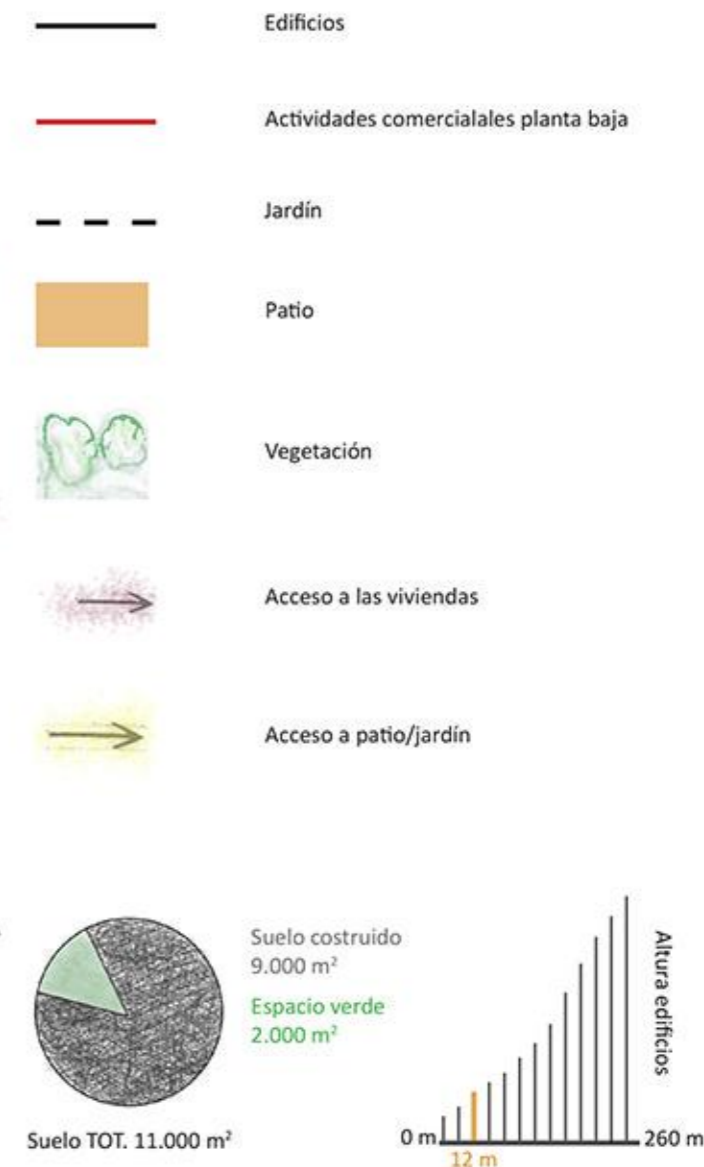 Edificios
Actividades comercialales planta baja
Jardín
Patio
Vegetación
Acceso a las viviendas
Acceso a patio/jardín
Suelo costruido
9.000 m²
Espacio verde
2.000 m²
Suelo TOT. 11.000 m²
Altura edificios
0 m
260 m
12 m